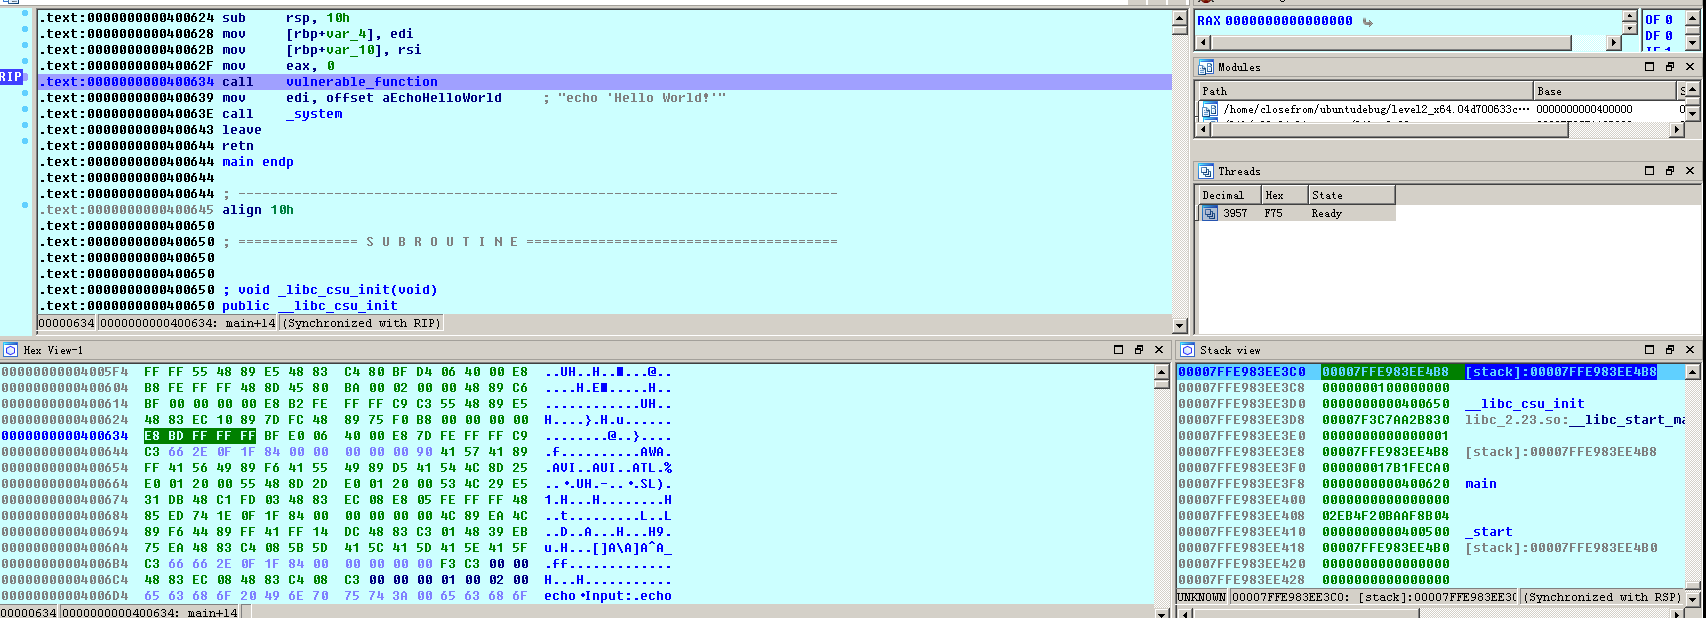 .text:0000000000400624 sub rsp, 10h
.text:0000000000400628 mov [rbp+var_4], edi
.text:000000000040062B mov [rbp+var_10], rsi
.text:000000000040062F mov eax, 0
RIP .text:0000000000400634 call vulnerable_function
.text:0000000000400639 mov edi, offset aEchoHelloWorld ; "echo 'Hello World!'"
.text:000000000040063E call _system
.text:0000000000400643 leave
.text:0000000000400644 retn
.text:0000000000400644 main endp
.text:0000000000400644
.text:0000000000400644 ; ---------------------------------------------------------------------------
.text:0000000000400645 align 10h
.text:0000000000400650
.text:0000000000400650 ; =============== S U B R O U T I N E =======================================
.text:0000000000400650
.text:0000000000400650
.text:0000000000400650
.text:0000000000400650 ; void _libc_csu_init(void)
.text:0000000000400650 public __libc_csu_init
00000634 0000000000400634: main+14 (Synchronized with RIP)
RAX 0000000000000000
OF 0
DF 0
IF 1
Modules
Path Base
/home/closefrom/ubuntudebug/level2_x64.04d700633c... 0000000000400000
Threads
Decimal Hex State
3957 F75 Ready
Hex View-1
00000000004005F4 FF FF 55 48 89 E5 48 83 C4 80 BF D4 06 40 00 E8 ..UH..H..■...@..
0000000000400604 B8 FE FF FF 48 8D 45 80 BA 00 02 00 00 48 89 C6 ....H.E■.....H..
0000000000400614 BF 00 00 00 00 E8 B2 FE FF FF C9 C3 55 48 89 E5 ............UH..
0000000000400624 48 83 EC 10 89 7D FC 48 89 75 F0 B8 00 00 00 00 H....}.H.u......
0000000000400634 E8 BD FF FF FF BF E0 06 40 00 E8 7D FE FF FF C9 ........@..}....
0000000000400644 C3 66 2E 0F 1F 84 00 00 00 00 00 90 41 57 41 89 .f..........AWA.
0000000000400654 FF 41 56 49 89 F6 41 55 49 89 D5 41 54 4C 8D 25 .AVI..AUI..ATL.%
0000000000400664 E0 01 20 00 55 48 8D 2D E0 01 20 00 53 4C 29 E5 .. .UH.-.. .SL).
0000000000400674 31 DB 48 C1 FD 03 48 83 EC 08 E8 05 FE FF FF 48 1.H...H........H
0000000000400684 85 ED 74 1E 0F 1F 84 00 00 00 00 00 4C 89 EA 4C ..t.........L..L
0000000000400694 89 F6 44 89 FF 41 FF 14 DC 48 83 C3 01 48 39 EB ..D..A...H...H9.
00000000004006A4 75 EA 48 83 C4 08 5B 5D 41 5C 41 5D 41 5E 41 5F u.H...[]A\A]A^A_
00000000004006B4 C3 66 66 2E 0F 1F 84 00 00 00 00 00 F3 C3 00 00 .ff.............
00000000004006C4 48 83 EC 08 48 83 C4 08 C3 00 00 00 01 00 02 00 H...H...........
00000000004006D4 65 63 68 6F 20 49 6E 70 75 74 3A 00 65 63 68 6F echo Input:.echo
00000634 0000000000400634: main+14
Stack view
00007FFE983EE3C0 00007FFE983EE4B8 [stack]:00007FFE983EE4B8
00007FFE983EE3C8 0000000100000000
00007FFE983EE3D0 0000000000400650 __libc_csu_init
00007FFE983EE3D8 00007F3C7AA2B830 libc_2.23.so:__libc_start_ma
00007FFE983EE3E0 0000000000000001
00007FFE983EE3E8 00007FFE983EE4B8 [stack]:00007FFE983EE4B8
00007FFE983EE3F0 000000017B1FECA0
00007FFE983EE3F8 0000000000400620 main
00007FFE983EE400 0000000000000000
00007FFE983EE408 02EB4F20BAAF8B04
00007FFE983EE410 0000000000400500 _start
00007FFE983EE418 00007FFE983EE4B0 [stack]:00007FFE983EE4B0
00007FFE983EE420 0000000000000000
00007FFE983EE428 0000000000000000
UNKNOWN 00007FFE983EE3C0: [stack]:00007FFE983EE3C (Synchronized with RSP)